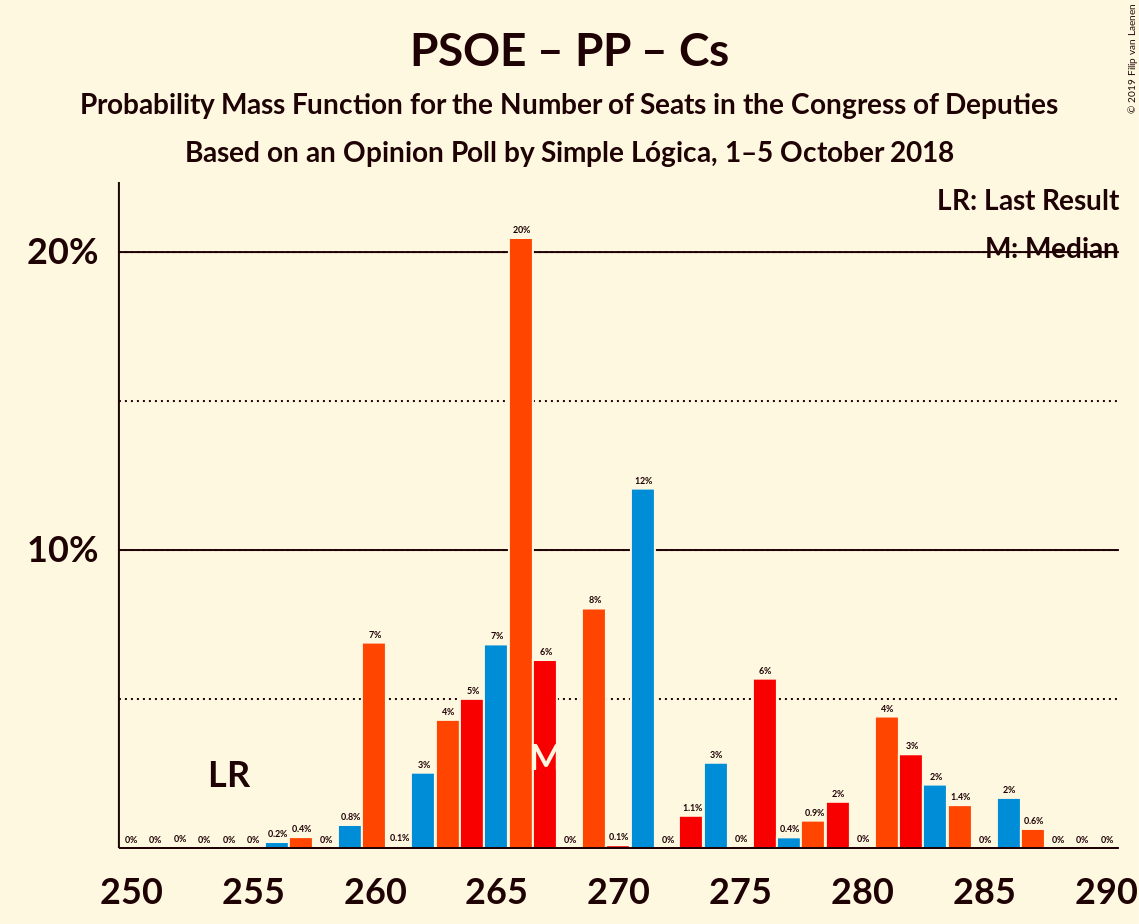 PSOE – PP – Cs
Probability Mass Function for the Number of Seats in the Congress of Deputies
Based on an Opinion Poll by Simple Lógica, 1–5 October 2018
© 2019 Filip van Laenen
LR: Last Result
M: Median
20%
10%
0% 0% 0% 0% 0% 0% 0.2% 0.4% 0% 0.8% 7% 0.1% 3% 4% 5% 7% 20% 6% 0% 8% 0.1% 12% 0% 1.1% 3% 0% 6% 0.4% 0.9% 2% 0% 4% 3% 2% 1.4% 0% 2% 0.6% 0% 0% 0%
LR
M
250 255 260 265 270 275 280 285 290